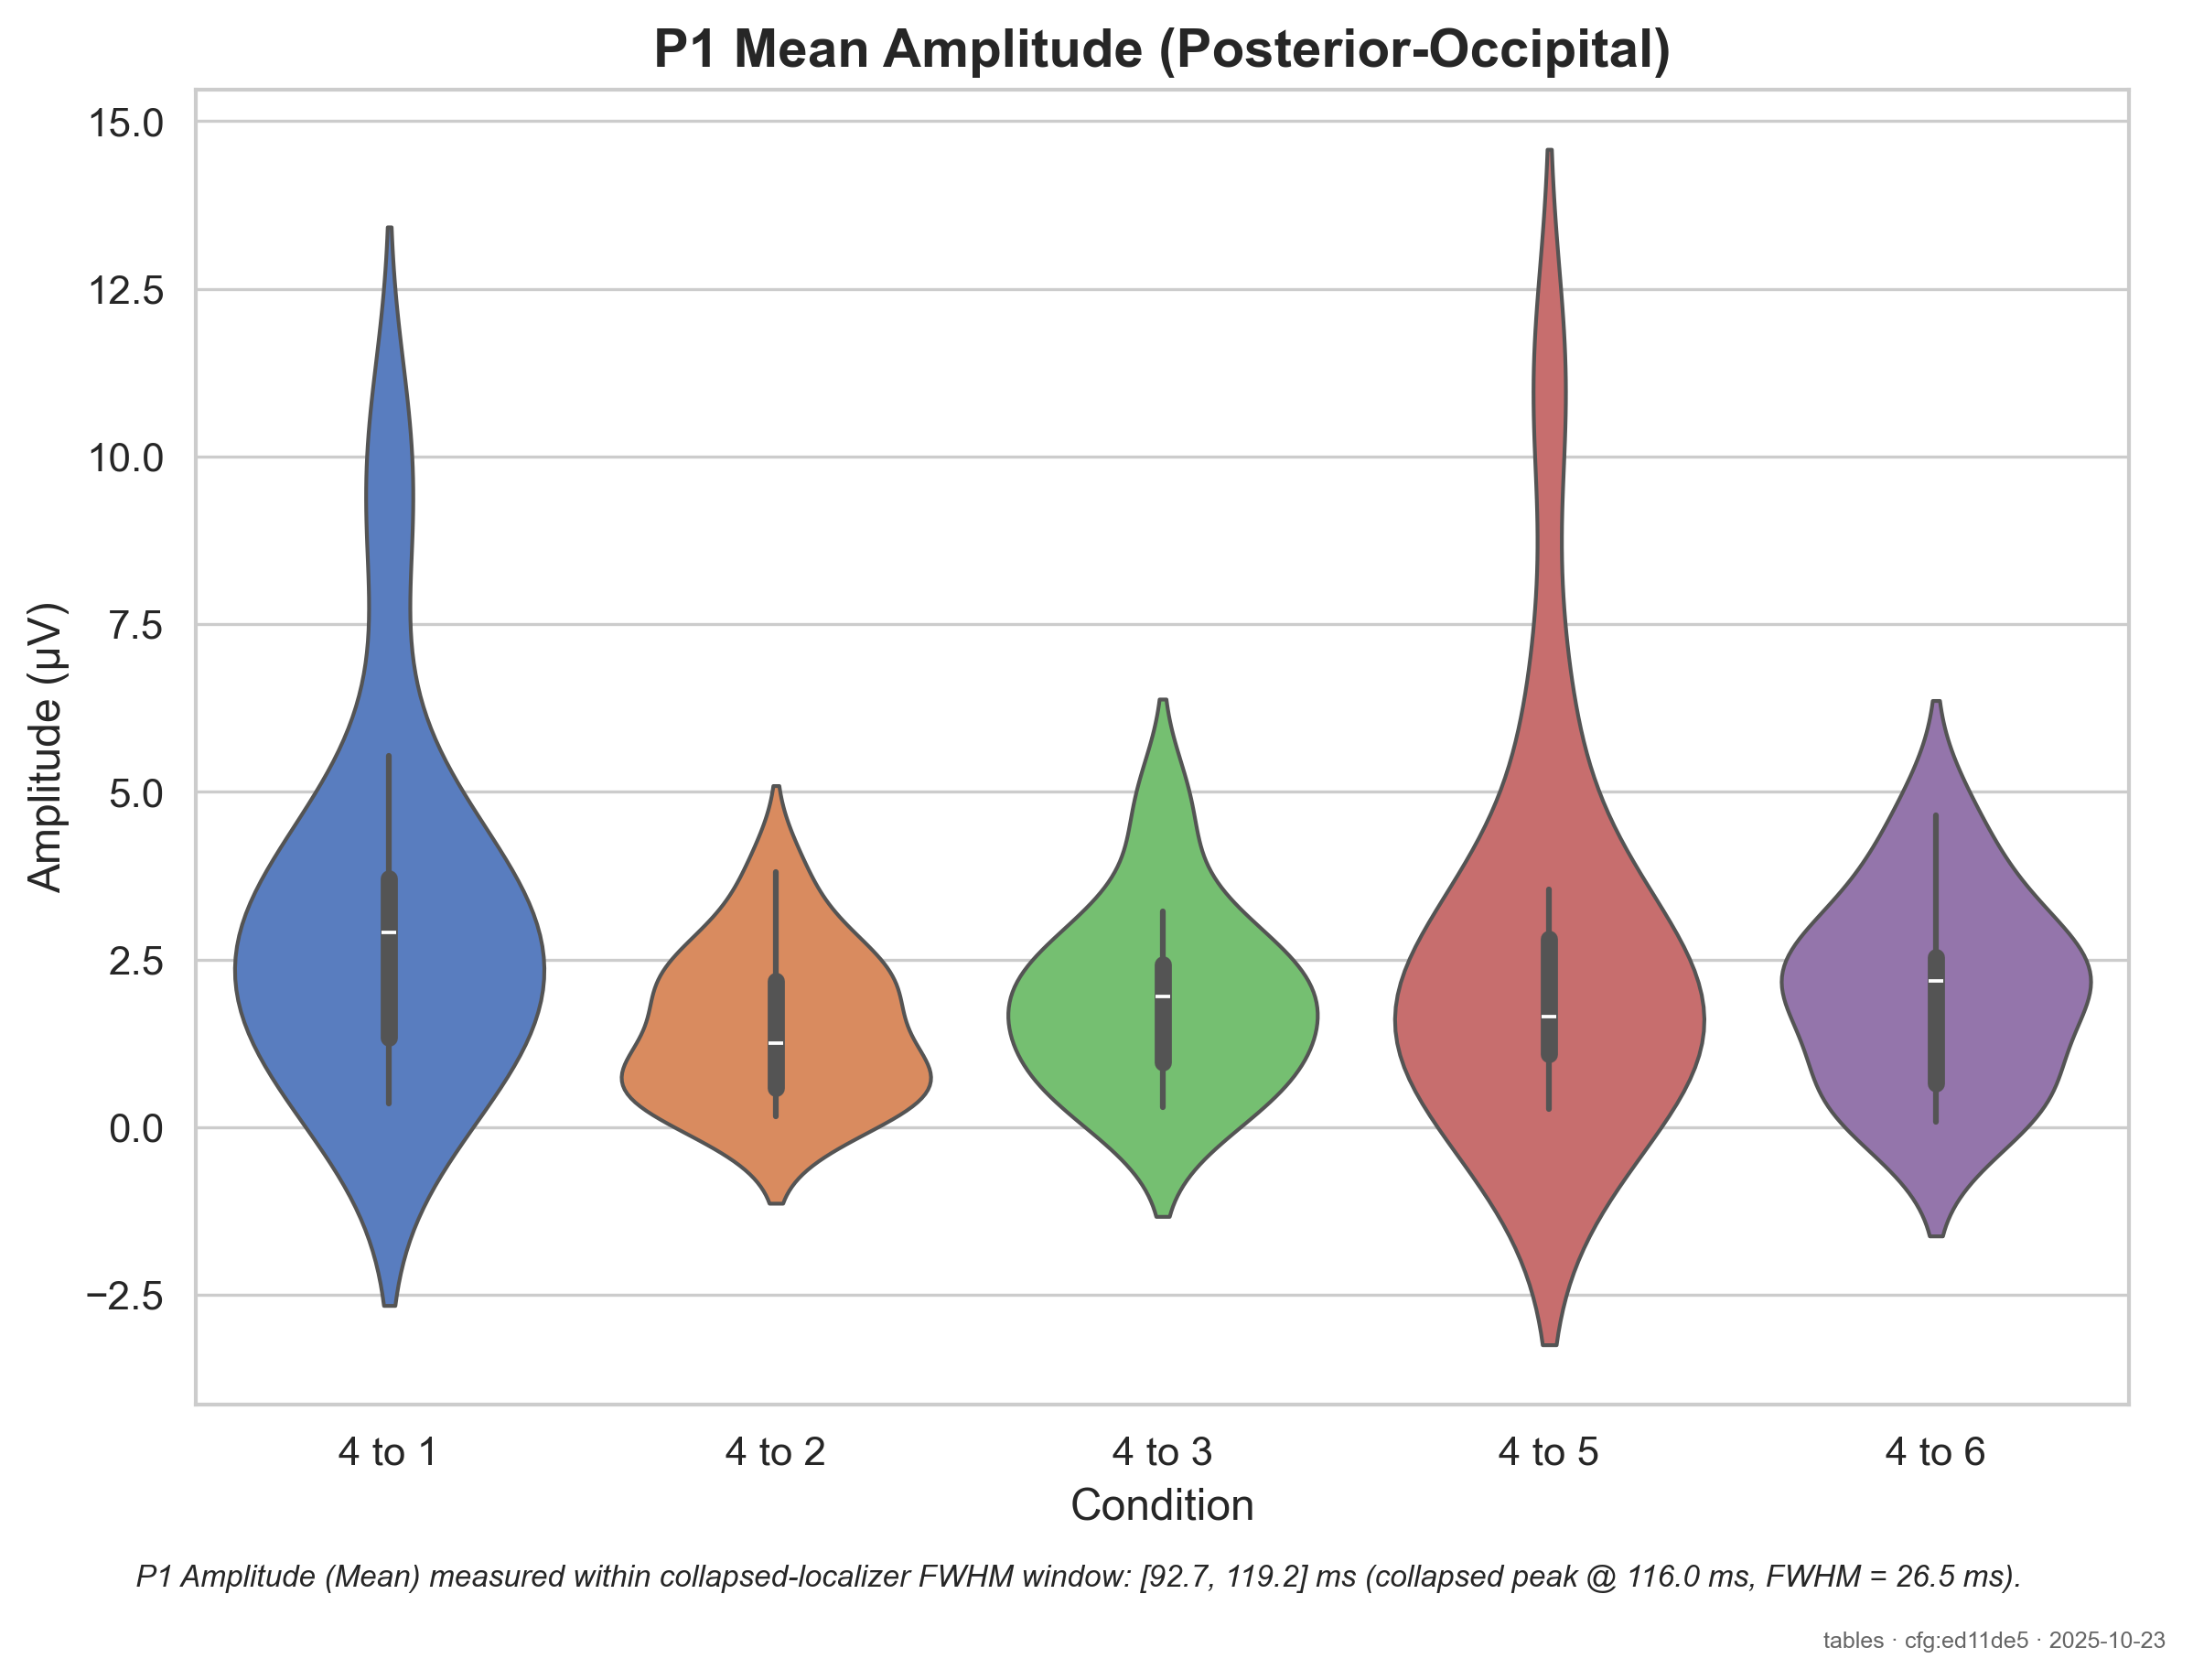 P1 Mean Amplitude (Posterior-Occipital)
15.0
12.5
10.0
7.5
5.0
2.5
0.0
−2.5
Amplitude (µV)
4 to 1
4 to 2
4 to 3
4 to 5
4 to 6
Condition
P1 Amplitude (Mean) measured within collapsed-localizer FWHM window: [92.7, 119.2] ms (collapsed peak @ 116.0 ms, FWHM = 26.5 ms).
tables · cfg:ed11de5 · 2025-10-23